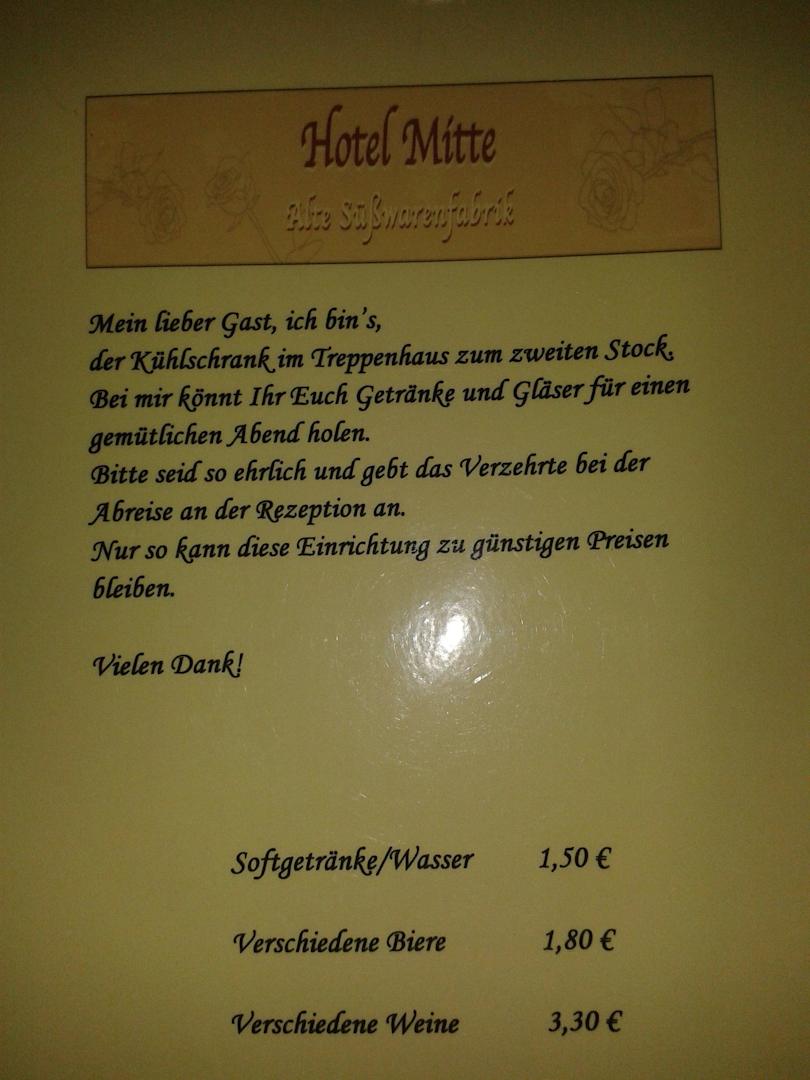 Hotel Mitte
Alte Süßwarenfabrik
Mein lieber Gast, ich bin's,
der Kühlschrank im Treppenhaus zum zweiten Stock.
Bei mir könnt Ihr Euch Getränke und Gläser für einen
gemütlichen Abend holen.
Bitte seid so ehrlich und gebt das Verzehrte bei der
Abreise an der Rezeption an.
Nur so kann diese Einrichtung zu günstigen Preisen
bleiben.
Vielen Dank!
Softgetränke/Wasser 1,50 €
Verschiedene Biere 1,80 €
Verschiedene Weine 3,30 €